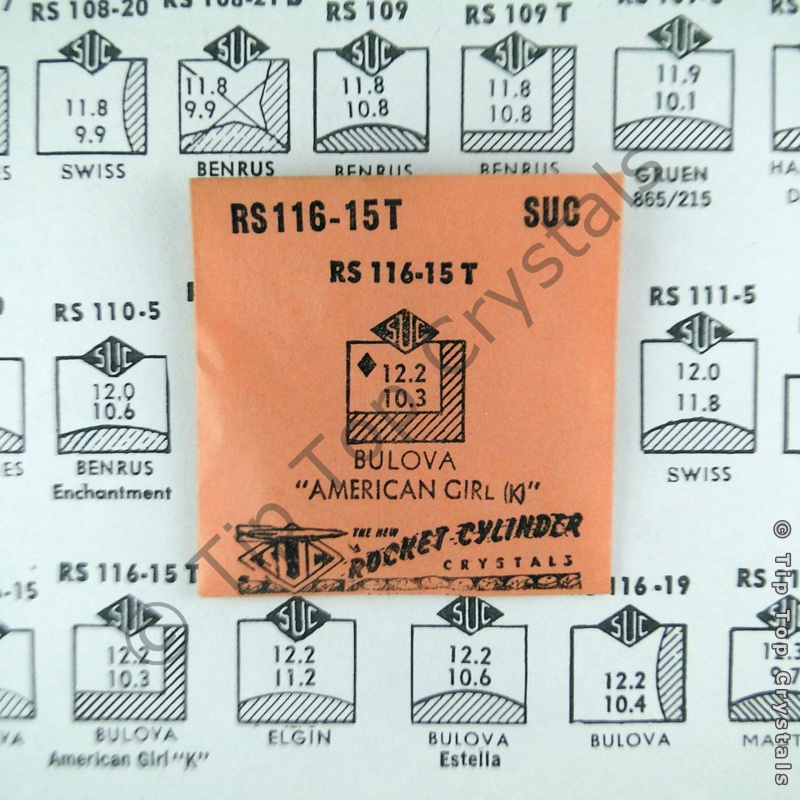 RS 108-20
RS 109
RS 109 T
SUC
SUC
SUC
SUC
SUC
11.8
9.9
11.8
9.9
11.8
10.8
11.8
10.8
11.9
10.1
SWISS
BENRUS
BENRUS
BENRUS
GRUEN
865/215
RS 116-15T
SUC
RS 116-15 T
SUC
12.2
10.3
BULOVA
"AMERICAN GIRL (K)"
THE NEW
ROCKET-CYLINDER
CRYSTALS
RS 110-5
SUC
12.0
10.6
BENRUS
Enchantment
RS 111-5
SUC
12.0
11.8
SWISS
RS 116-15 T
SUC
12.2
10.3
BULOVA
American Girl "K"
SUC
12.2
11.2
ELGIN
SUC
12.2
10.6
BULOVA
Estella
116-19
SUC
12.2
10.4
BULOVA
SUC
© Tip Top Crystals
© Tip Top Crystals